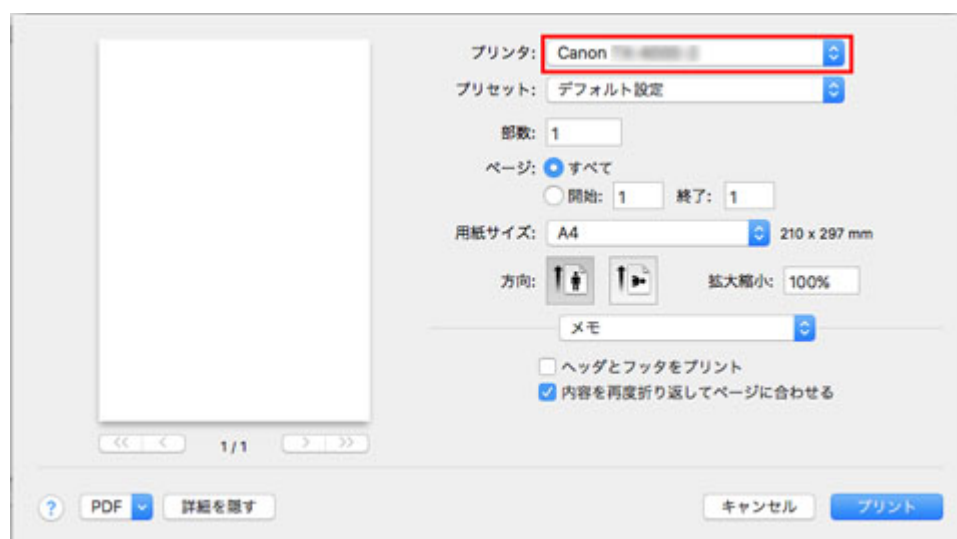 プリンタ: Canon
プリセット: デフォルト設定
部数: 1
ページ: すべて
開始: 1 終了: 1
用紙サイズ: A4 210 x 297 mm
方向: 拡大縮小: 100%
メモ
ヘッダとフッタをプリント
内容を再度折り返してページに合わせる
1 / 1
? PDF 詳細を隠す キャンセル プリント